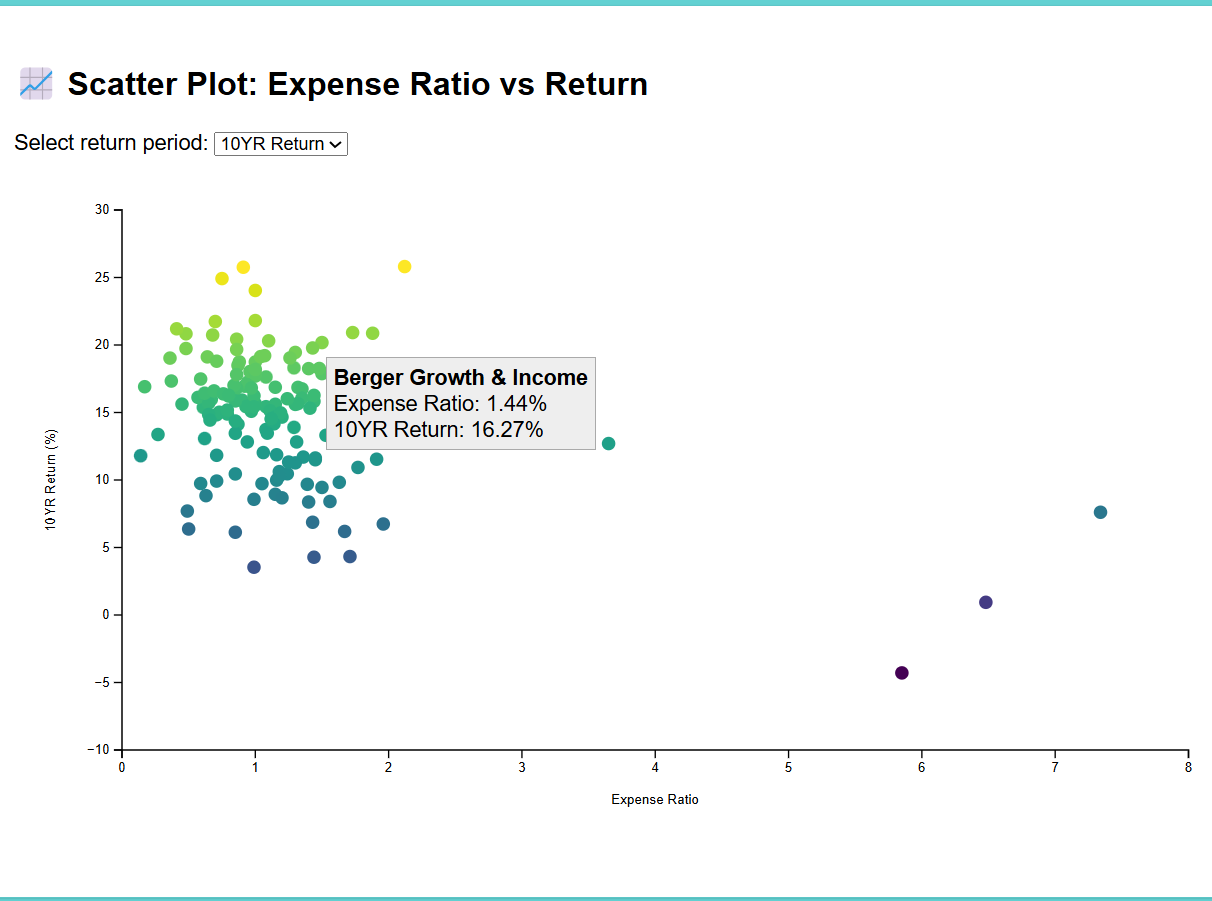 Scatter Plot: Expense Ratio vs Return
Select return period: 10YR Return
30
25
20
15
10
5
0
−5
−10
10YR Return (%)
Berger Growth & Income
Expense Ratio: 1.44%
10YR Return: 16.27%
0 1 2 3 4 5 6 7 8
Expense Ratio